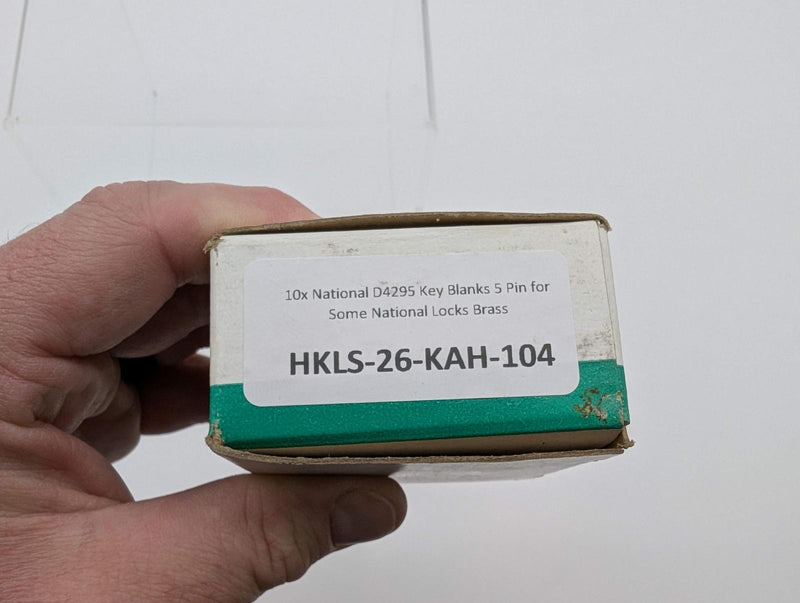 10x National D4295 Key Blanks 5 Pin for
Some National Locks Brass
HKLS-26-KAH-104